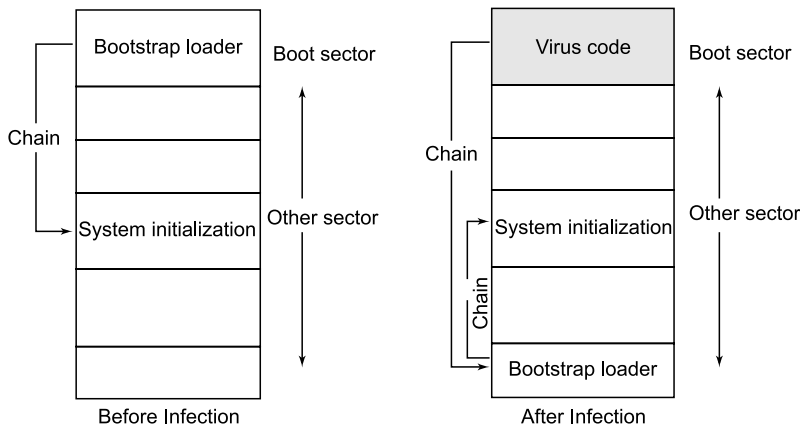 Bootstrap loader
Boot sector
Chain
System initialization
Other sector
Before Infection
Virus code
Boot sector
Chain
System initialization
Other sector
Chain
Bootstrap loader
After Infection